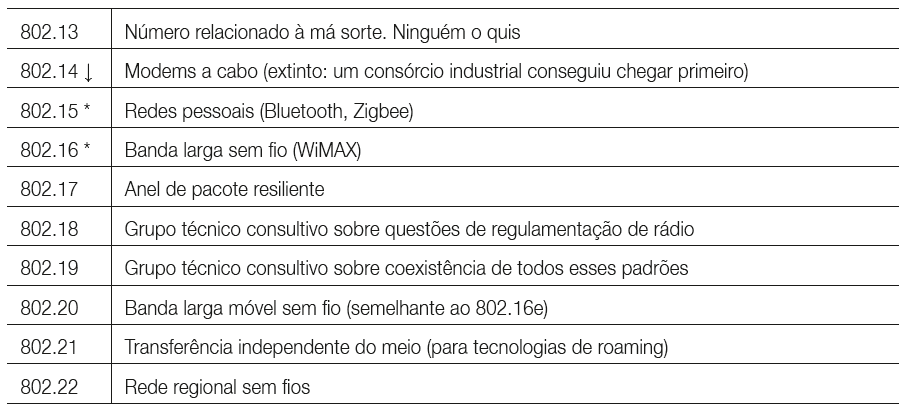 802.13 Número relacionado à má sorte. Ninguém o quis
802.14 ↓ Modems a cabo (extinto: um consórcio industrial conseguiu chegar primeiro)
802.15 * Redes pessoais (Bluetooth, Zigbee)
802.16 * Banda larga sem fio (WiMAX)
802.17 Anel de pacote resiliente
802.18 Grupo técnico consultivo sobre questões de regulamentação de rádio
802.19 Grupo técnico consultivo sobre coexistência de todos esses padrões
802.20 Banda larga móvel sem fio (semelhante ao 802.16e)
802.21 Transferência independente do meio (para tecnologias de roaming)
802.22 Rede regional sem fios